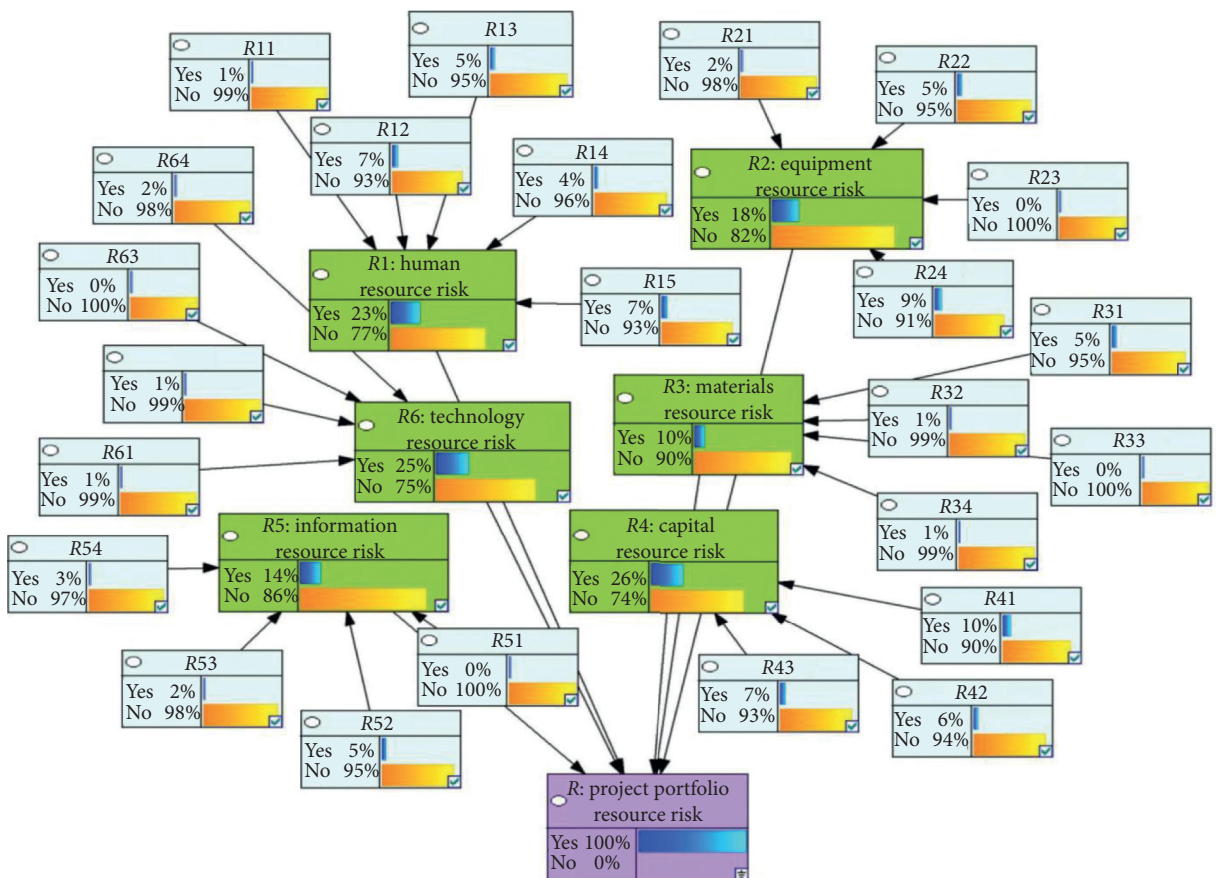 R11
Yes 1%
No 99%
R13
Yes 5%
No 95%
R21
Yes 2%
No 98%
R22
Yes 5%
No 95%
R12
Yes 7%
No 93%
R64
Yes 2%
No 98%
R14
Yes 4%
No 96%
R2: equipment
resource risk
Yes 18%
No 82%
R23
Yes 0%
No 100%
R63
Yes 0%
No 100%
R1: human
resource risk
Yes 23%
No 77%
R15
Yes 7%
No 93%
R24
Yes 9%
No 91%
R31
Yes 5%
No 95%
Yes 1%
No 99%
R6: technology
resource risk
Yes 25%
No 75%
R3: materials
resource risk
Yes 10%
No 90%
R32
Yes 1%
No 99%
R33
Yes 0%
No 100%
R61
Yes 1%
No 99%
R34
Yes 1%
No 99%
R5: information
resource risk
Yes 14%
No 86%
R4: capital
resource risk
Yes 26%
No 74%
R54
Yes 3%
No 97%
R41
Yes 10%
No 90%
R51
Yes 0%
No 100%
R53
Yes 2%
No 98%
R43
Yes 7%
No 93%
R42
Yes 6%
No 94%
R52
Yes 5%
No 95%
R: project portfolio
resource risk
Yes 100%
No 0%